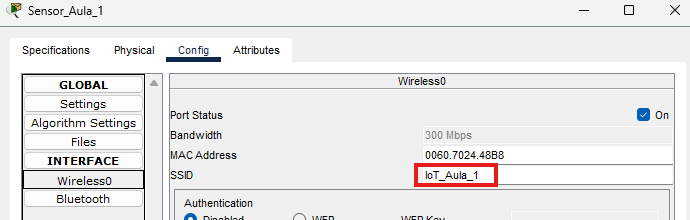 Sensor_Aula_1
Specifications Physical Config Attributes
GLOBAL
Settings
Algorithm Settings
Files
INTERFACE
Wireless0
Bluetooth
Wireless0
Port Status On
Bandwidth 300 Mbps
MAC Address 0060.7024.48B8
SSID IoT_Aula_1
Authentication
Disabled WEP WEP Key